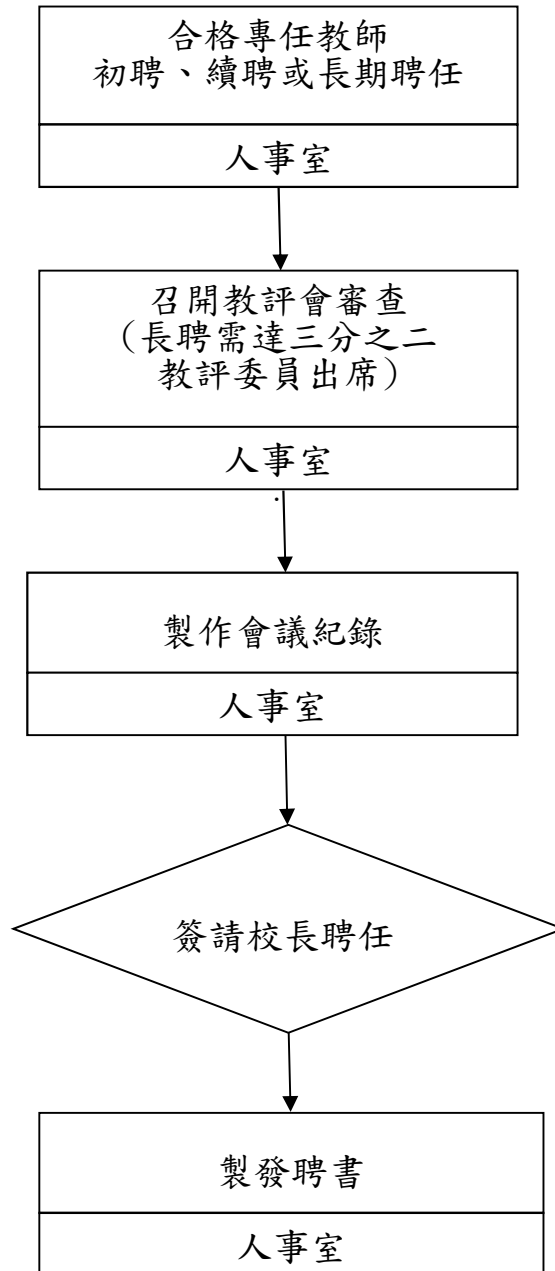 合格專任教師
初聘、續聘或長期聘任
人事室
召開教評會審查
（長聘需達三分之二
教評委員出席）
人事室
製作會議紀錄
人事室
簽請校長聘任
製發聘書
人事室